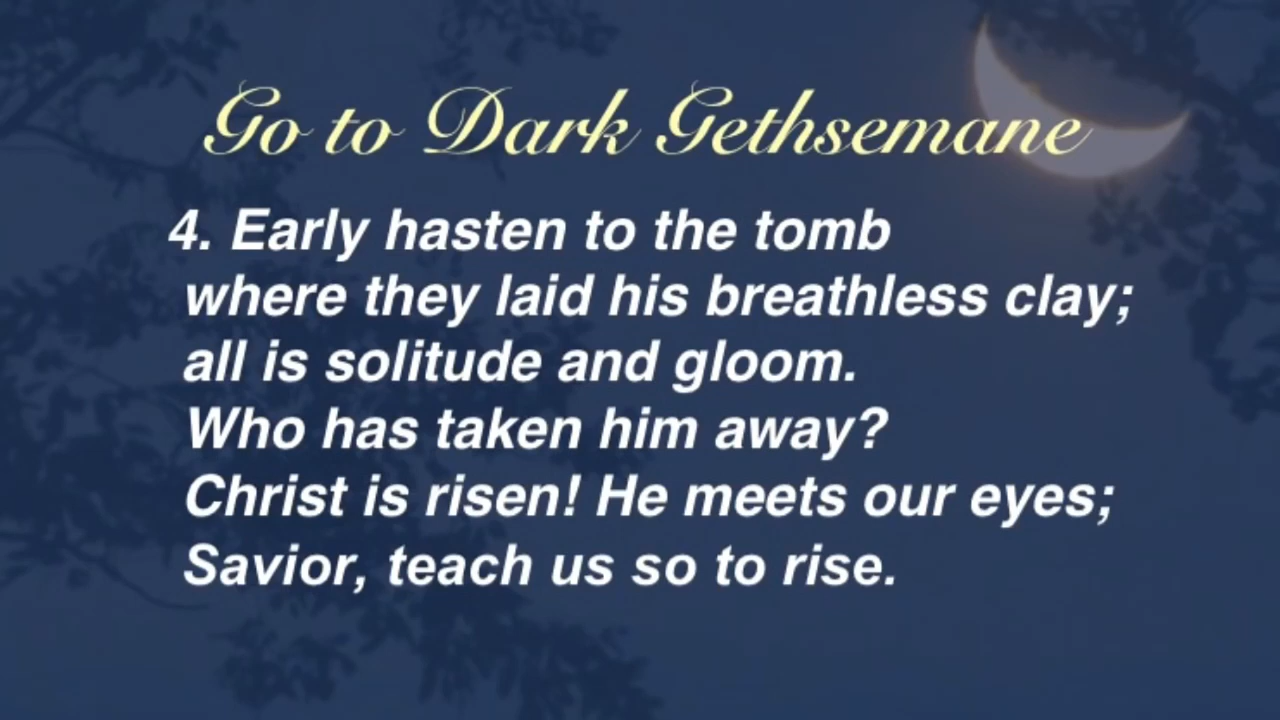 Go to Dark Gethsemane
4. Early hasten to the tomb
where they laid his breathless clay;
all is solitude and gloom.
Who has taken him away?
Christ is risen! He meets our eyes;
Savior, teach us so to rise.